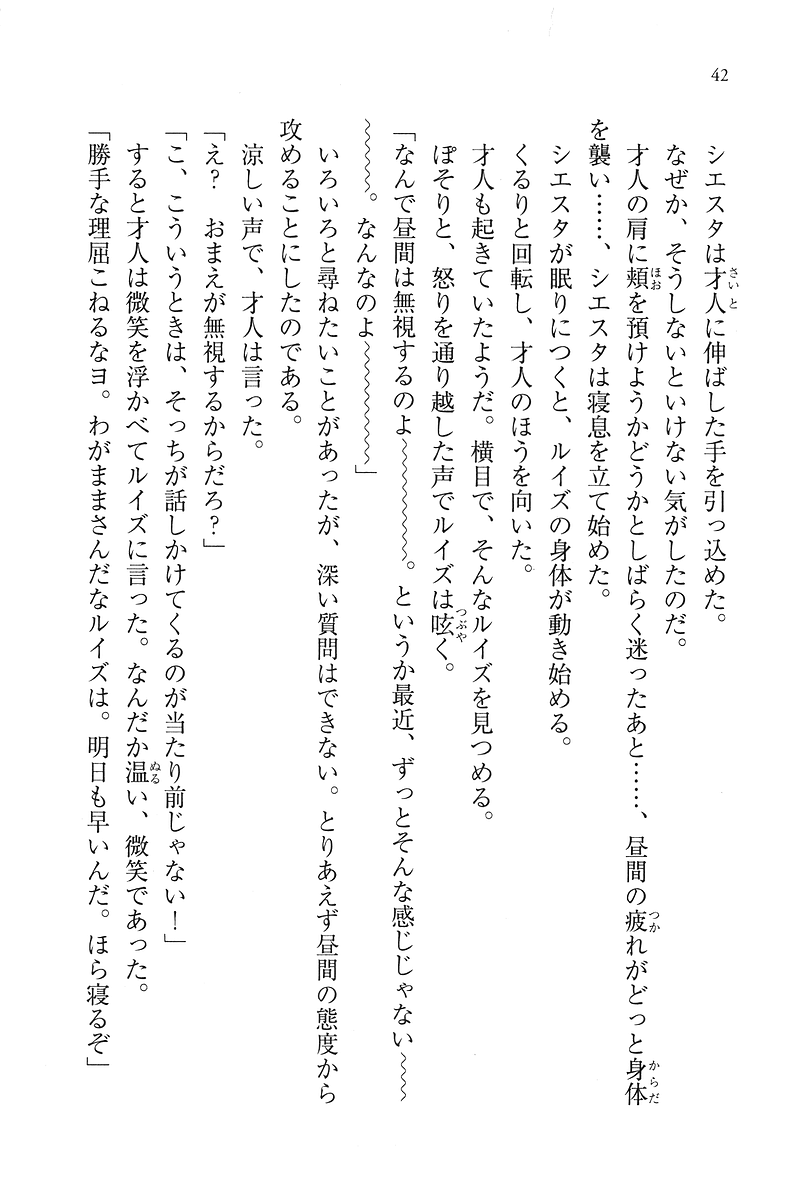 42
シエスタは才人に伸ばした手を引っ込めた。
なぜか、そうしないといけない気がしたのだ。
才人の肩に頬を預けようかどうかとしばらく迷ったあと……、昼間の疲れがどっと身体
を襲い……、シエスタは寝息を立て始めた。
シエスタが眠りにつくと、ルイズの身体が動き始める。
くるりと回転し、才人のほうを向いた。
才人も起きていたようだ。横目で、そんなルイズを見つめる。
ぽそりと、怒りを通り越した声でルイズは呟く。
「なんで昼間は無視するのよ〜〜〜〜〜。というか最近、ずっとそんな感じじゃない〜〜
〜〜〜〜。なんなのよ〜〜〜〜〜〜〜」
いろいろと尋ねたいことがあったが、深い質問はできない。とりあえず昼間の態度から
攻めることにしたのである。
涼しい声で、才人は言った。
「え？　おまえが無視するからだろ？」
「こ、こういうときは、そっちが話しかけてくるのが当たり前じゃない！」
すると才人は微笑を浮かべてルイズに言った。なんだか温い、微笑であった。
「勝手な理屈こねるなヨ。わがままさんだなルイズは。明日も早いんだ。ほら寝るぞ」